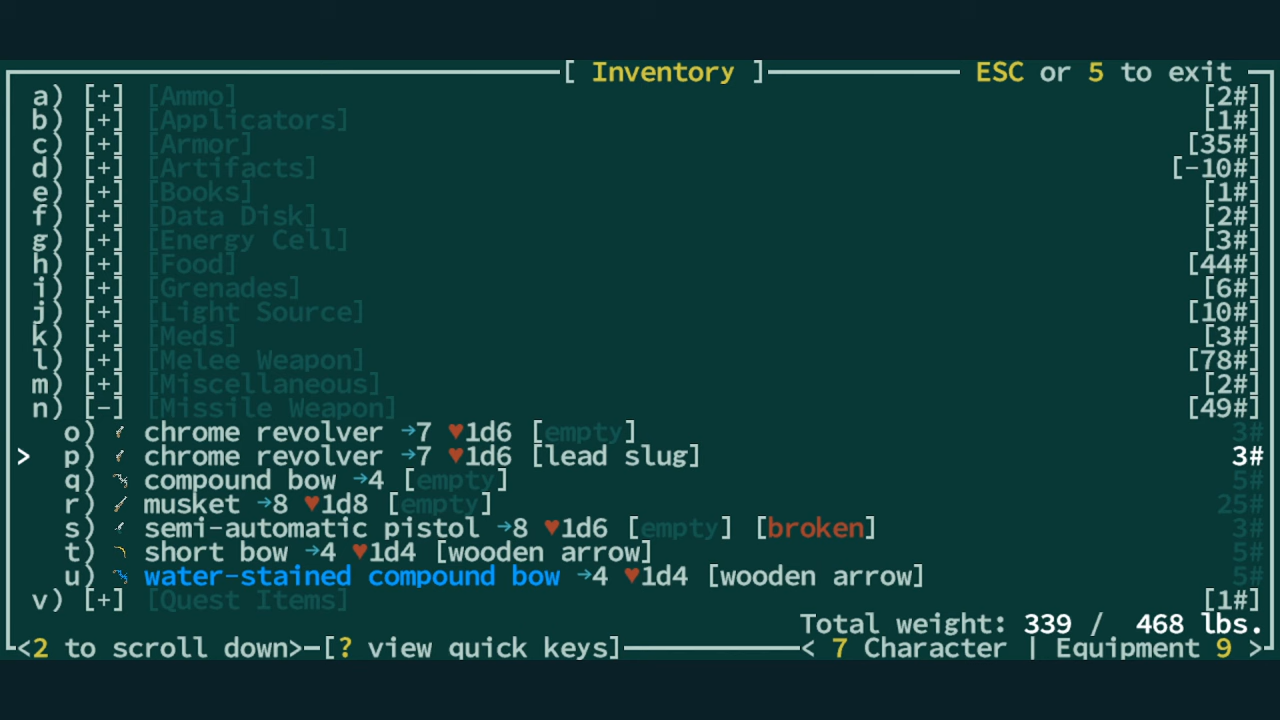 [ Inventory ] ESC or 5 to exit
a) [+] [Ammo] [2#]
b) [+] [Applicators] [1#]
c) [+] [Armor] [35#]
d) [+] [Artifacts] [-10#]
e) [+] [Books] [1#]
f) [+] [Data Disk] [2#]
g) [+] [Energy Cell] [3#]
h) [+] [Food] [44#]
i) [+] [Grenades] [6#]
j) [+] [Light Source] [10#]
k) [+] [Meds] [3#]
l) [+] [Melee Weapon] [78#]
m) [+] [Miscellaneous] [2#]
n) [-] [Missile Weapon] [49#]
o) chrome revolver →7 ♥1d6 [empty] 3#
> p) chrome revolver →7 ♥1d6 [lead slug] 3#
q) compound bow →4 [empty] 5#
r) musket →8 ♥1d8 [empty] 25#
s) semi-automatic pistol →8 ♥1d6 [empty] [broken] 3#
t) short bow →4 ♥1d4 [wooden arrow] 5#
u) water-stained compound bow →4 ♥1d4 [wooden arrow] 5#
v) [+] [Quest Items] [1#]
Total weight: 339 / 468 lbs.
<2 to scroll down> [? view quick keys] < 7 Character | Equipment 9 >